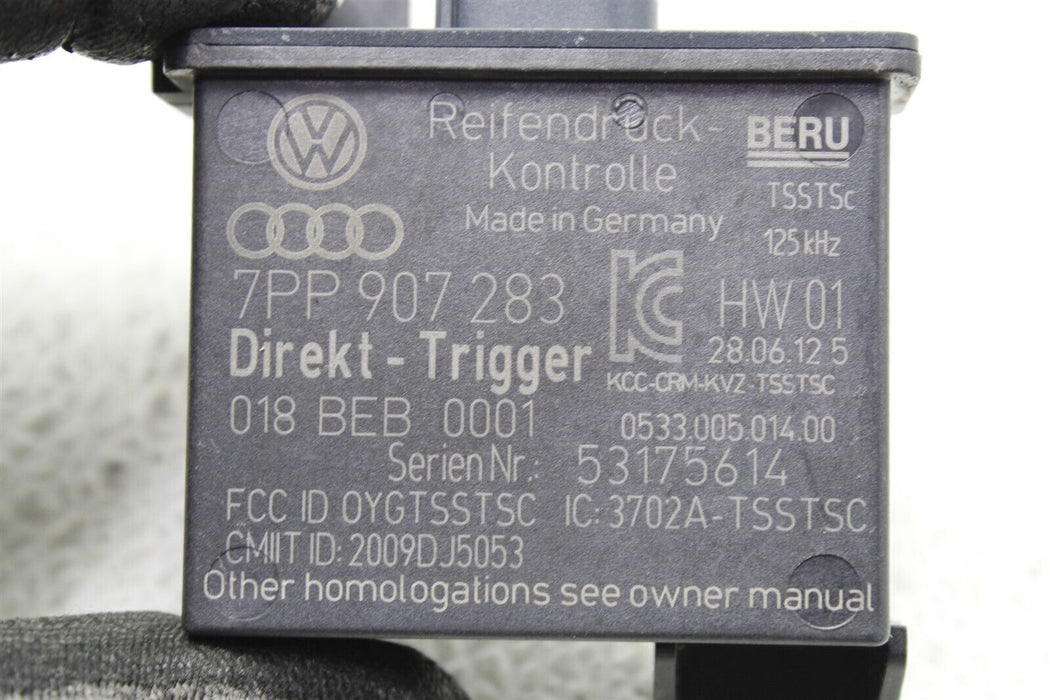 Reifendruck-
Kontrolle
BERU
Made in Germany
TSSTSc
125kHz
7PP 907 283
HW 01
Direkt - Trigger
28.06.12 5
KCC-CRM-KVZ-TSSTSC
018 BEB 0001
0533.005.014.00
Serien Nr.: 53175614
FCC ID OYGTSSTSC IC: 3702A-TSSTSC
CMIIT ID: 2009DJ5053
Other homologations see owner manual